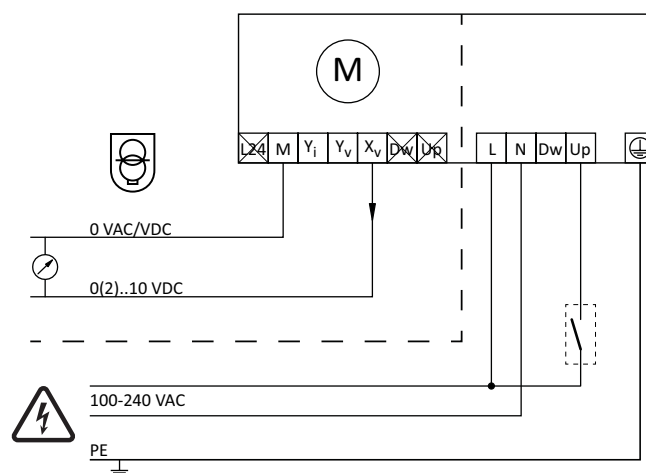 M
L24 M Yi Yv Xv Dw Up L N Dw Up
0 VAC/VDC
0(2)..10 VDC
100-240 VAC
PE